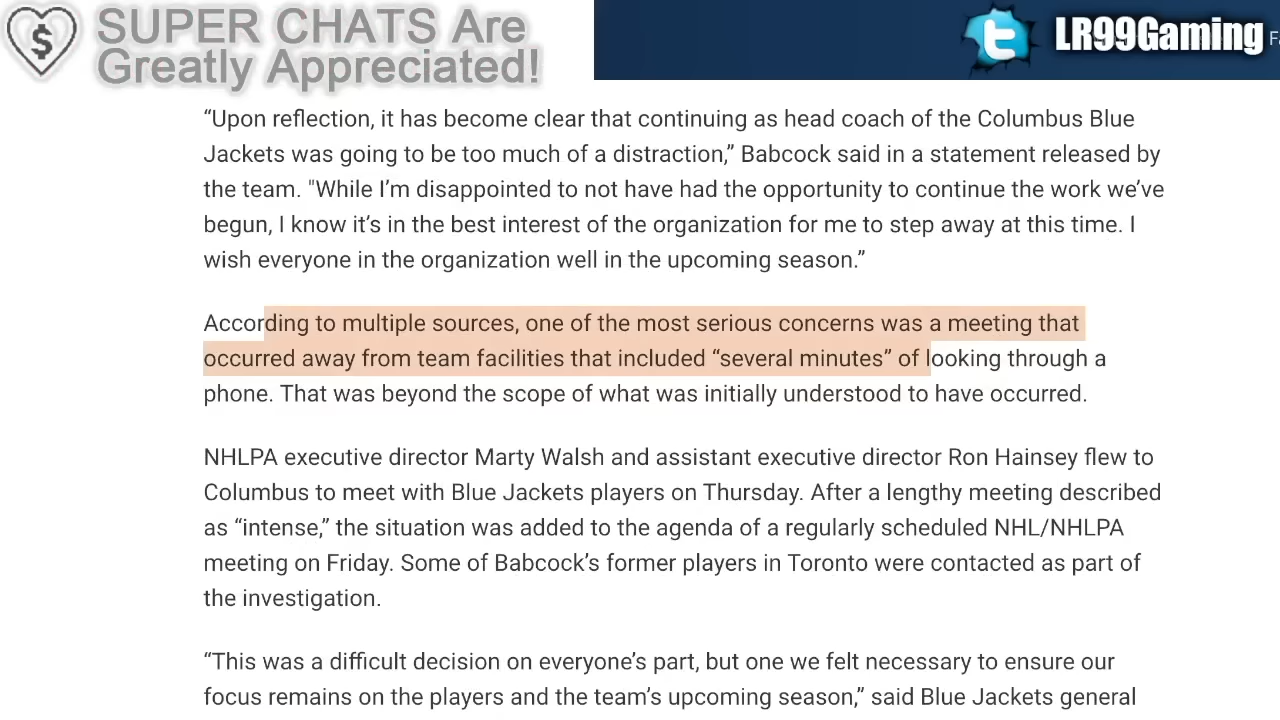 SUPER CHATS Are
Greatly Appreciated!
LR99Gaming
“Upon reflection, it has become clear that continuing as head coach of the Columbus Blue
Jackets was going to be too much of a distraction,” Babcock said in a statement released by
the team. "While I’m disappointed to not have had the opportunity to continue the work we’ve
begun, I know it’s in the best interest of the organization for me to step away at this time. I
wish everyone in the organization well in the upcoming season.”
According to multiple sources, one of the most serious concerns was a meeting that
occurred away from team facilities that included “several minutes” of looking through a
phone. That was beyond the scope of what was initially understood to have occurred.
NHLPA executive director Marty Walsh and assistant executive director Ron Hainsey flew to
Columbus to meet with Blue Jackets players on Thursday. After a lengthy meeting described
as “intense,” the situation was added to the agenda of a regularly scheduled NHL/NHLPA
meeting on Friday. Some of Babcock’s former players in Toronto were contacted as part of
the investigation.
“This was a difficult decision on everyone’s part, but one we felt necessary to ensure our
focus remains on the players and the team’s upcoming season,” said Blue Jackets general